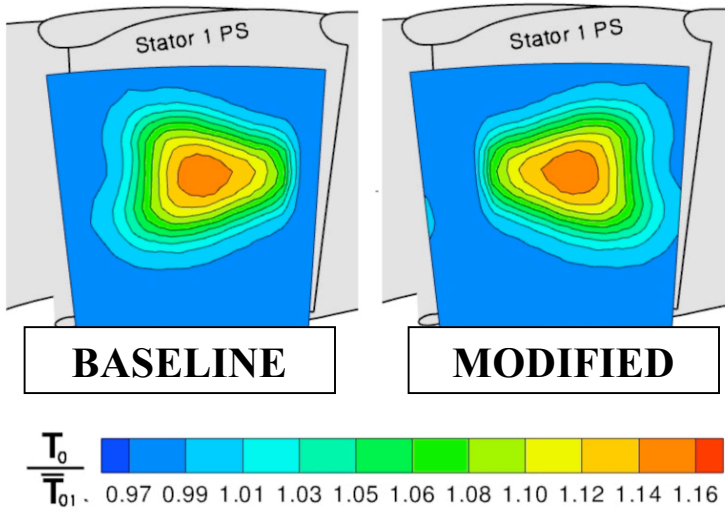 Stator 1 PS
Stator 1 PS
BASELINE
MODIFIED
T₀
T̿₀₁
0.97 0.99 1.01 1.03 1.05 1.06 1.08 1.10 1.12 1.14 1.16